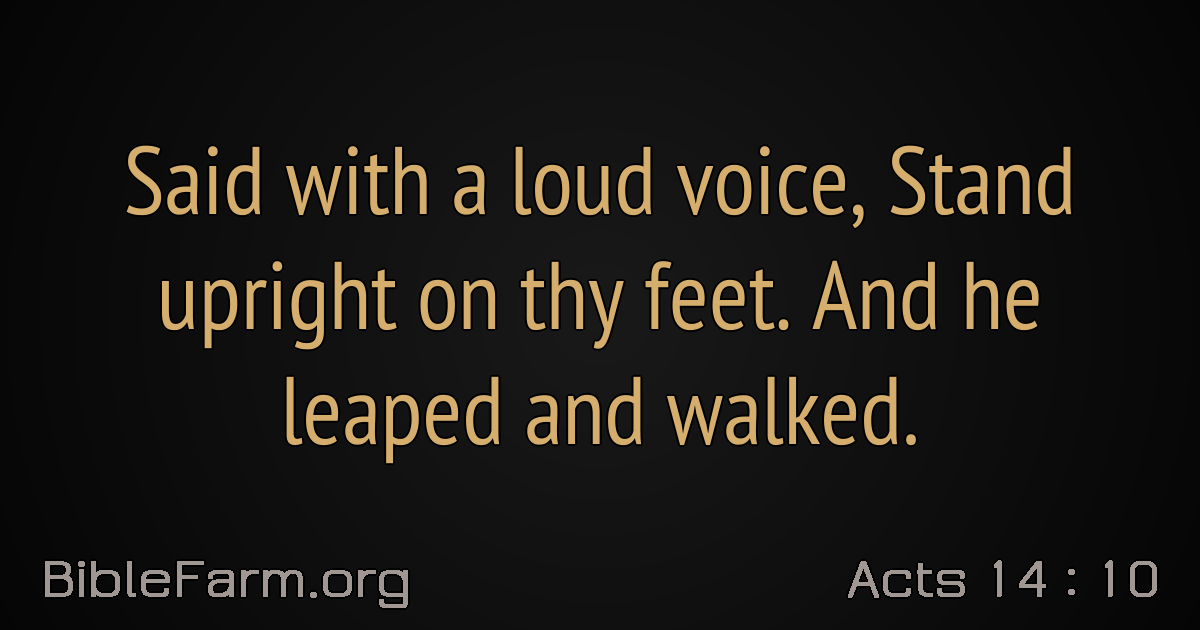 Said with a loud voice, Stand
upright on thy feet. And he
leaped and walked.
BibleFarm.org
Acts 14 : 10